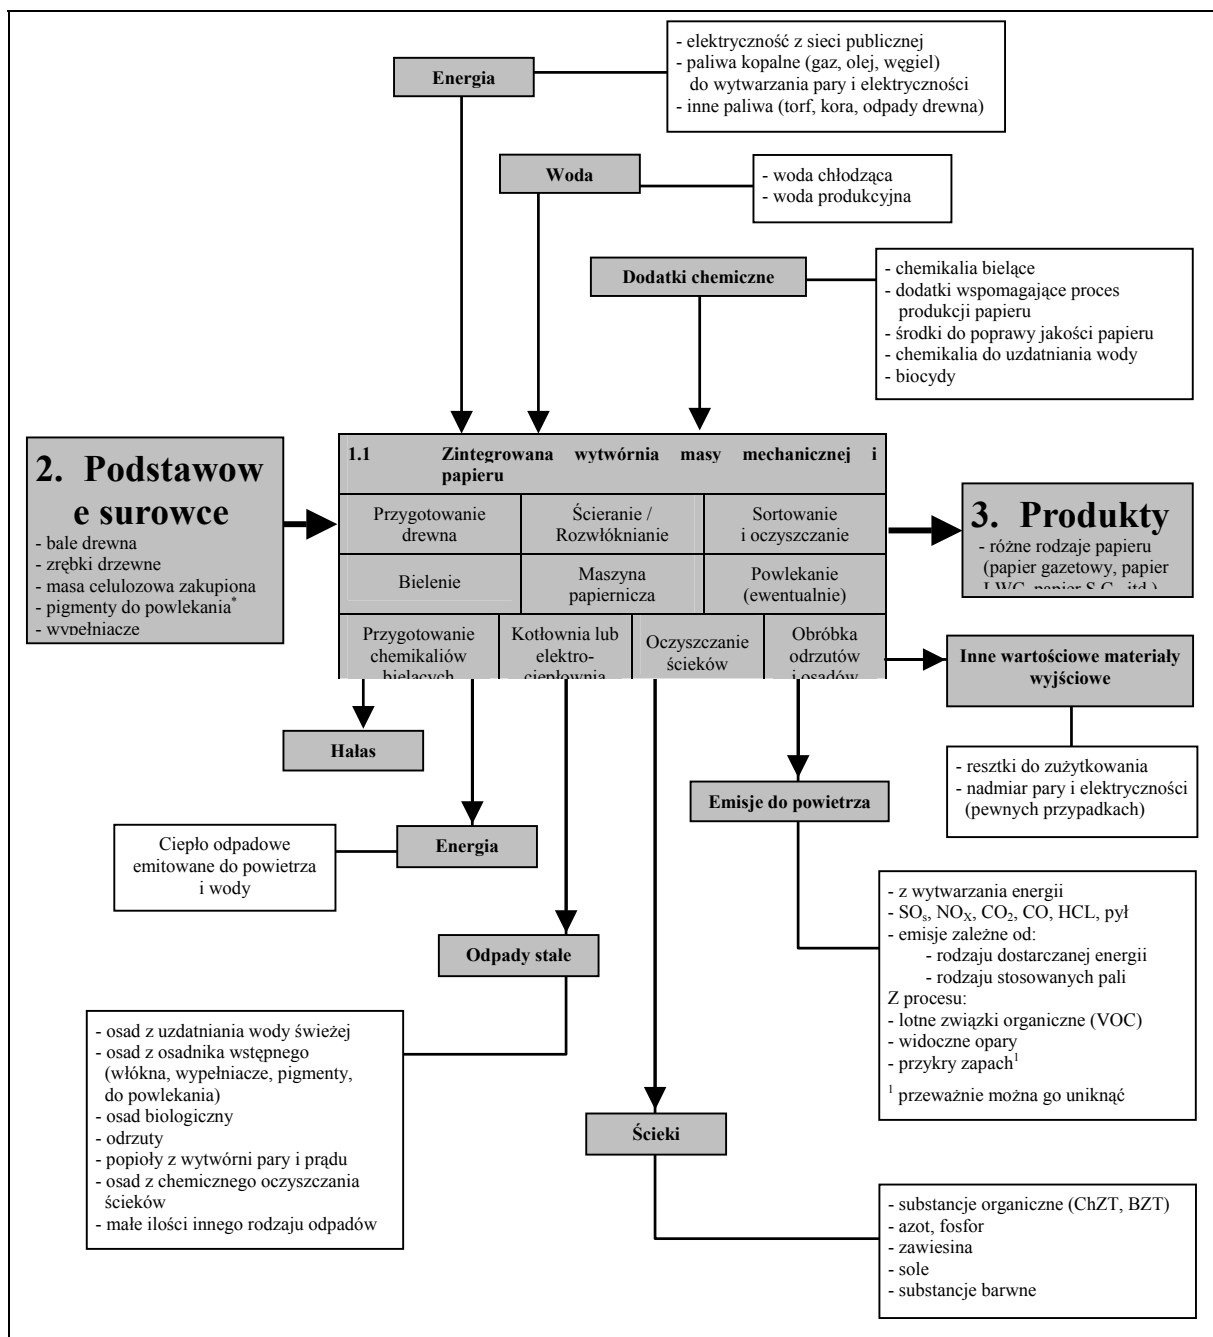 - elektryczność z sieci publicznej
- paliwa kopalne (gaz, olej, węgiel)
do wytwarzania pary i elektryczności
- inne paliwa (torf, kora, odpady drewna)
Energia
Woda
- woda chłodząca
- woda produkcyjna
Dodatki chemiczne
- chemikalia bielące
- dodatki wspomagające proces
produkcji papieru
- środki do poprawy jakości papieru
- chemikalia do uzdatniania wody
- biocydy
2. Podstawow
e surowce
- bale drewna
- zrębki drzewne
- masa celulozowa zakupiona
- pigmenty do powlekania*
- wypełniacze
1.1 Zintegrowana wytwórnia masy mechanicznej i
papieru
Przygotowanie
drewna
Ścieranie /
Rozwłóknianie
Sortowanie
i oczyszczanie
Bielenie
Maszyna
papiernicza
Powlekanie
(ewentualnie)
Przygotowanie
chemikaliów
bielących
Kotłownia lub
elektro-
ciepłownia
Oczyszczanie
ścieków
Obróbka
odrzutów
i osadów
3. Produkty
- różne rodzaje papieru
(papier gazetowy, papier
LWC, papier S.C. itd.)
Inne wartościowe materiały
wyjściowe
- resztki do zużytkowania
- nadmiar pary i elektryczności
(pewnych przypadkach)
Hałas
Emisje do powietrza
Energia
Ciepło odpadowe
emitowane do powietrza
i wody
- z wytwarzania energii
- SOₛ, NOₓ, CO₂, CO, HCL, pył
- emisje zależne od:
- rodzaju dostarczanej energii
- rodzaju stosowanych pali
Z procesu:
- lotne związki organiczne (VOC)
- widoczne opary
- przykry zapach¹
¹ przeważnie można go uniknąć
Odpady stałe
- osad z uzdatniania wody świeżej
- osad z osadnika wstępnego
(włókna, wypełniacze, pigmenty,
do powlekania)
- osad biologiczny
- odrzuty
- popioły z wytwórni pary i prądu
- osad z chemicznego oczyszczania
ścieków
- małe ilości innego rodzaju odpadów
Ścieki
- substancje organiczne (ChZT, BZT)
- azot, fosfor
- zawiesina
- sole
- substancje barwne